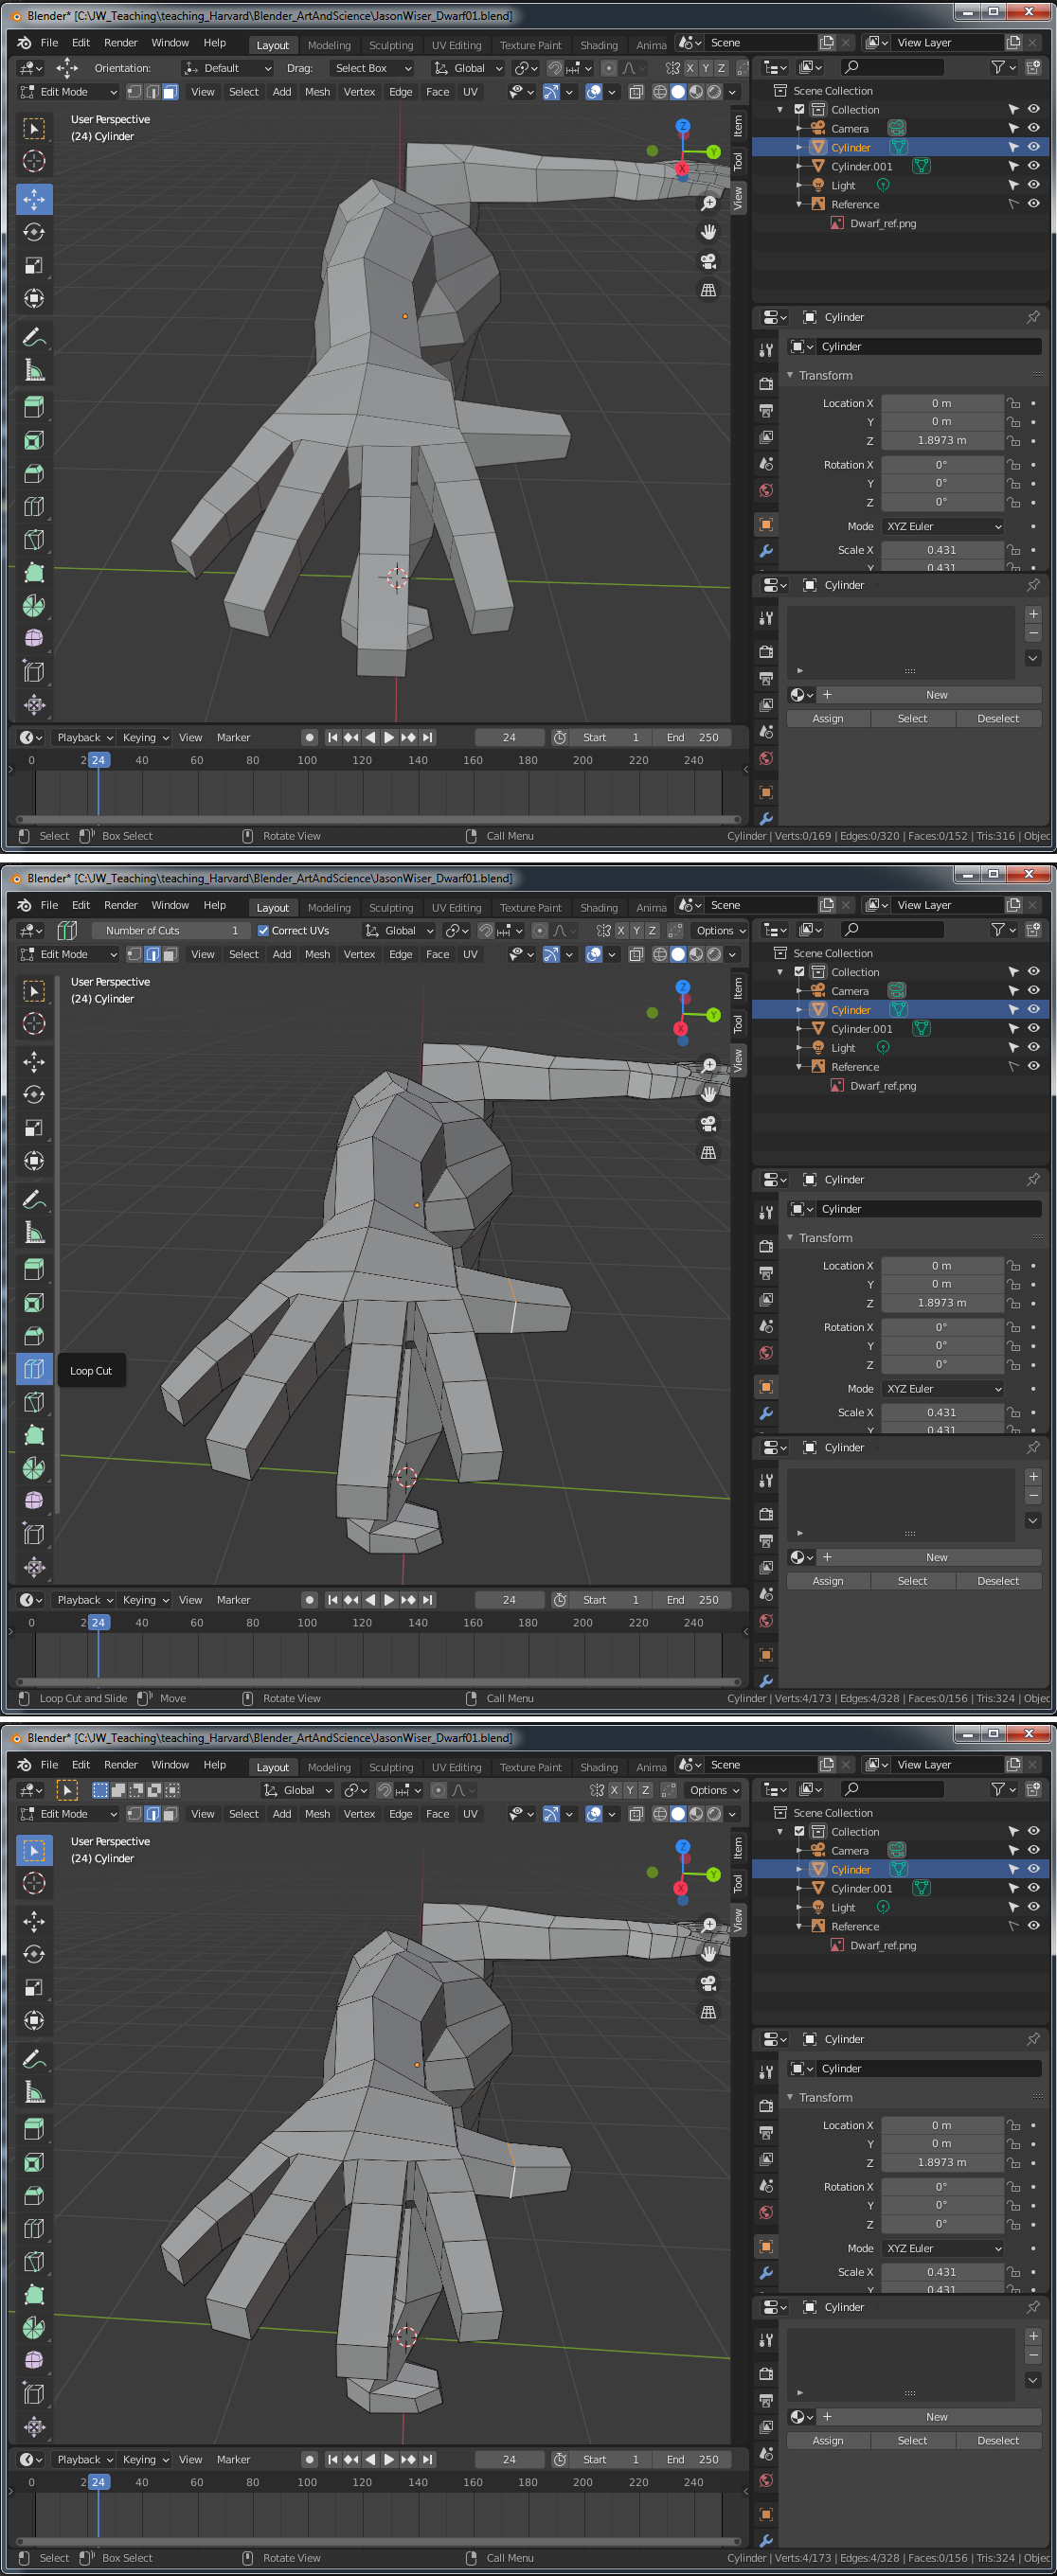 Blender* [C:\JW_Teaching\teaching_Harvard\Blender_ArtAndScience\JasonWiser_Dwarf01.blend]
File Edit Render Window Help Layout Modeling Sculpting UV Editing Texture Paint Shading Anima Scene View Layer
Orientation: Default Drag: Select Box Global X Y Z
Edit Mode View Select Add Mesh Vertex Edge Face UV
User Perspective
(24) Cylinder
Z
Y
X
Item
Tool
View
Scene Collection
Collection
Camera
Cylinder
Cylinder.001
Light
Reference
Dwarf_ref.png
Cylinder
Cylinder
Transform
Location X 0 m
Y 0 m
Z 1.8973 m
Rotation X 0°
Y 0°
Z 0°
Mode XYZ Euler
Scale X 0.431
Y 0.431
Cylinder
New
Assign Select Deselect
Playback Keying View Marker 24 Start 1 End 250
0 2 24 40 60 80 100 120 140 160 180 200 220 240
Select Box Select Rotate View Call Menu Cylinder | Verts:0/169 | Edges:0/320 | Faces:0/152 | Tris:316 | Objec
Blender* [C:\JW_Teaching\teaching_Harvard\Blender_ArtAndScience\JasonWiser_Dwarf01.blend]
File Edit Render Window Help Layout Modeling Sculpting UV Editing Texture Paint Shading Anima Scene View Layer
Number of Cuts 1 Correct UVs Global X Y Z Options
Edit Mode View Select Add Mesh Vertex Edge Face UV
User Perspective
(24) Cylinder
Z
Y
X
Item
Tool
View
Loop Cut
Scene Collection
Collection
Camera
Cylinder
Cylinder.001
Light
Reference
Dwarf_ref.png
Cylinder
Cylinder
Transform
Location X 0 m
Y 0 m
Z 1.8973 m
Rotation X 0°
Y 0°
Z 0°
Mode XYZ Euler
Scale X 0.431
Y 0.431
Cylinder
New
Assign Select Deselect
Playback Keying View Marker 24 Start 1 End 250
0 2 24 40 60 80 100 120 140 160 180 200 220 240
Loop Cut and Slide Move Rotate View Call Menu Cylinder | Verts:4/173 | Edges:4/328 | Faces:0/156 | Tris:324 | Objec
Blender* [C:\JW_Teaching\teaching_Harvard\Blender_ArtAndScience\JasonWiser_Dwarf01.blend]
File Edit Render Window Help Layout Modeling Sculpting UV Editing Texture Paint Shading Anima Scene View Layer
Global X Y Z Options
Edit Mode View Select Add Mesh Vertex Edge Face UV
User Perspective
(24) Cylinder
Z
Y
X
Item
Tool
View
Scene Collection
Collection
Camera
Cylinder
Cylinder.001
Light
Reference
Dwarf_ref.png
Cylinder
Cylinder
Transform
Location X 0 m
Y 0 m
Z 1.8973 m
Rotation X 0°
Y 0°
Z 0°
Mode XYZ Euler
Scale X 0.431
Y 0.431
Cylinder
New
Assign Select Deselect
Playback Keying View Marker 24 Start 1 End 250
0 2 24 40 60 80 100 120 140 160 180 200 220 240
Select Box Select Rotate View Call Menu Cylinder | Verts:4/173 | Edges:4/328 | Faces:0/156 | Tris:324 | Objec